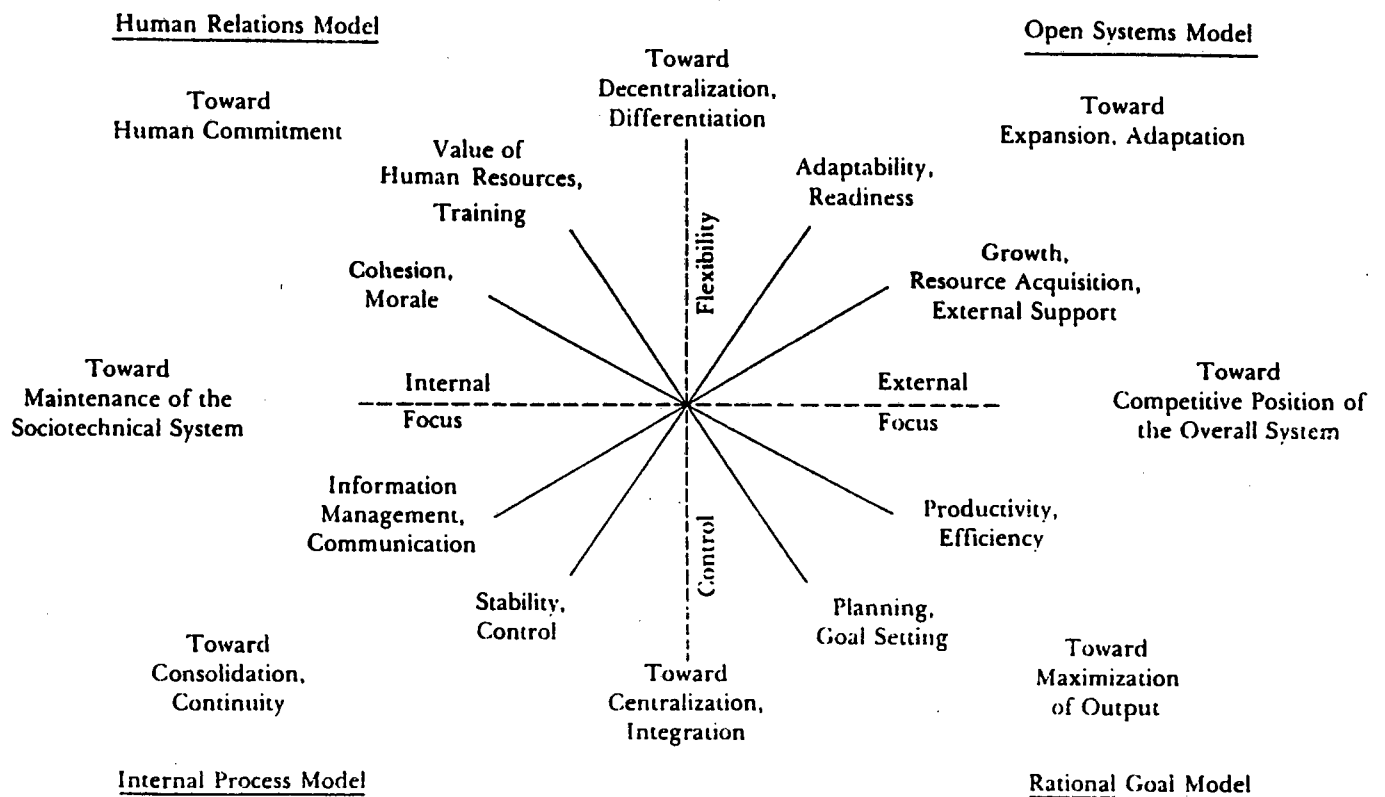 Human Relations Model
Open Systems Model
Toward
Decentralization,
Differentiation
Toward
Human Commitment
Toward
Expansion, Adaptation
Value of
Human Resources,
Training
Adaptability,
Readiness
Cohesion,
Morale
Flexibility
Growth,
Resource Acquisition,
External Support
Toward
Maintenance of the
Sociotechnical System
Internal
Focus
External
Focus
Toward
Competitive Position of
the Overall System
Information
Management,
Communication
Control
Productivity,
Efficiency
Stability,
Control
Planning,
Goal Setting
Toward
Consolidation,
Continuity
Toward
Centralization,
Integration
Toward
Maximization
of Output
Internal Process Model
Rational Goal Model